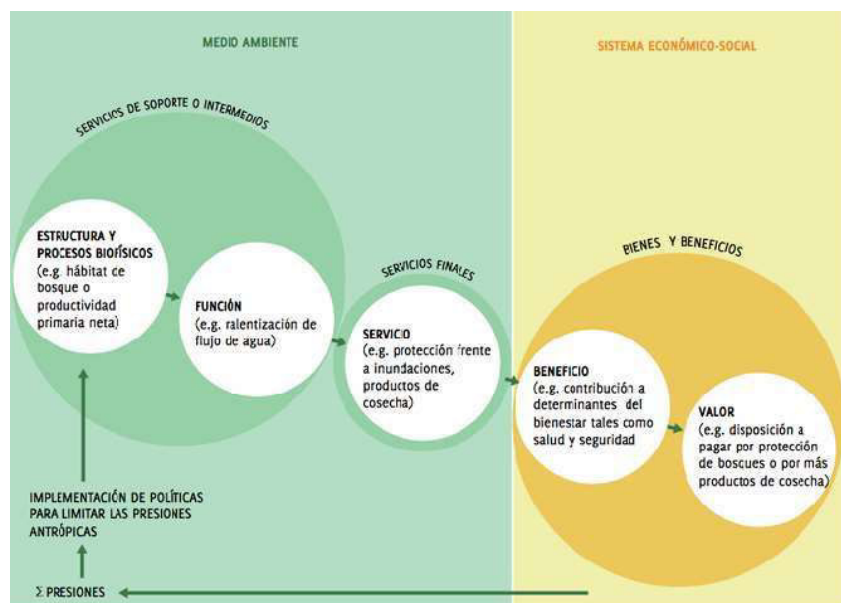 MEDIO AMBIENTE
SISTEMA ECONÓMICO-SOCIAL
SERVICIOS DE SOPORTE O INTERMEDIOS
ESTRUCTURA Y
PROCESOS BIOFÍSICOS
(e.g. hábitat de
bosque o
productividad
primaria neta)
FUNCIÓN
(e.g. ralentización de
flujo de agua)
SERVICIOS FINALES
SERVICIO
(e.g. protección frente
a inundaciones,
productos de
cosecha)
BIENES Y BENEFICIOS
BENEFICIO
(e.g. contribución a
determinantes del
bienestar tales como
salud y seguridad
VALOR
(e.g. disposición a
pagar por protección
de bosques o por más
productos de cosecha)
IMPLEMENTACIÓN DE POLÍTICAS
PARA LIMITAR LAS PRESIONES
ANTRÓPICAS
Σ PRESIONES